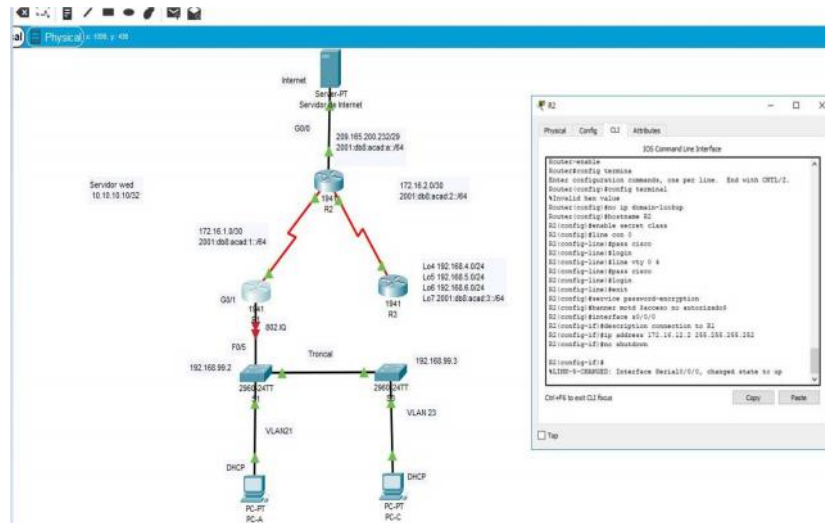 Physical
x: 1098, y: 498
Internet
Server-PT
Servidor de Internet
G0/0
209.165.200.232/29
2001:db8:acad:a::/64
Servidor wed
10.10.10.10/32
1941
R2
172.16.2.0/30
2001:db8:acad:2::/64
172.16.1.0/30
2001:db8:acad:1::/64
Lo4 192.168.4.0/24
Lo5 192.168.5.0/24
Lo6 192.168.6.0/24
Lo7 2001:db8:acad:3::/64
1941
R3
G0/1
1941
802.IQ
F0/5
Troncal
192.168.99.2
192.168.99.3
2960-24TT
S1
2960-24TT
VLAN21
VLAN 23
DHCP
DHCP
PC-PT
PC-A
PC-PT
PC-C
R2
Physical
Config
CLI
Attributes
IOS Command Line Interface
Router>enable
Router#config termina
Enter configuration commands, one per line. End with CNTL/Z.
Router(config)#config terminal
%Invalid hex value
Router(config)#no ip domain-lookup
Router(config)#hostname R2
R2(config)#enable secret class
R2(config)#line con 0
R2(config-line)#pass cisco
R2(config-line)#login
R2(config-line)#line vty 0 4
R2(config-line)#pass cisco
R2(config-line)#login
R2(config-line)#exit
R2(config)#service password-encryption
R2(config)#banner motd $acceso no autorizado$
R2(config)#interface s0/0/0
R2(config-if)#description connection to R1
R2(config-if)#ip address 172.16.12.2 255.255.255.252
R2(config-if)#no shutdown
R2(config-if)#
%LINK-5-CHANGED: Interface Serial0/0/0, changed state to up
Ctrl+F6 to exit CLI focus
Copy
Paste
Top